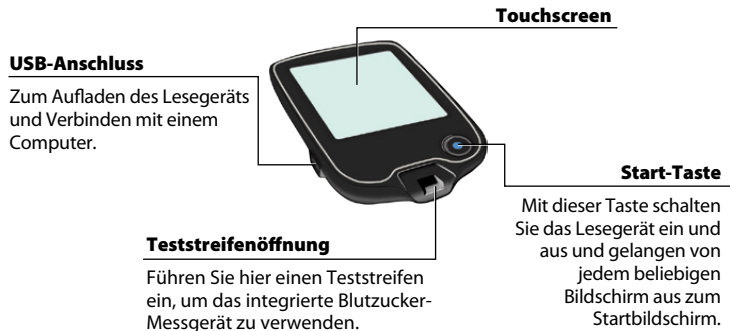 Touchscreen
USB-Anschluss
Zum Aufladen des Lesegeräts
und Verbinden mit einem
Computer.
Start-Taste
Mit dieser Taste schalten
Sie das Lesegerät ein und
aus und gelangen von
jedem beliebigen
Bildschirm aus zum
Startbildschirm.
Teststreifenöffnung
Führen Sie hier einen Teststreifen
ein, um das integrierte Blutzucker-
Messgerät zu verwenden.